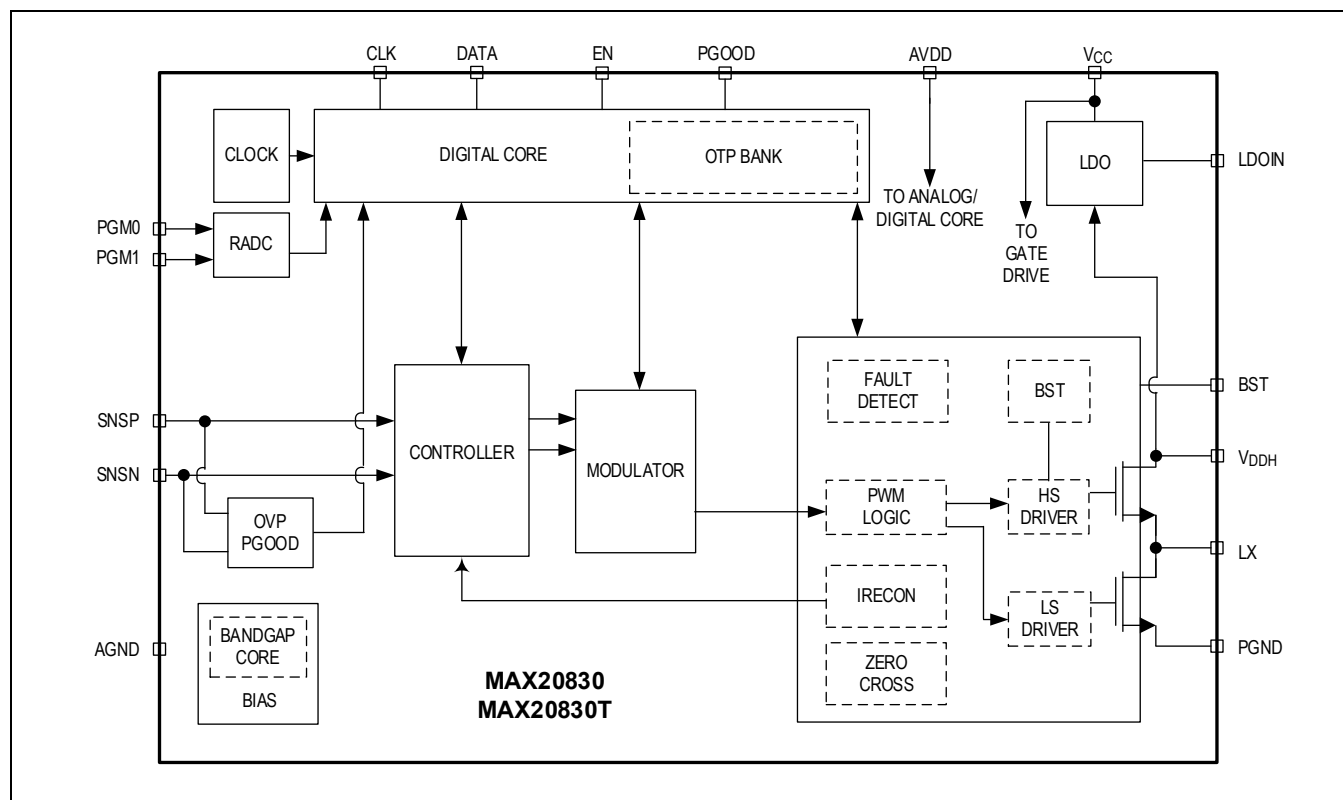 CLK
DATA
EN
PGOOD
AVDD
VCC
CLOCK
DIGITAL CORE
OTP BANK
LDO
LDOIN
TO ANALOG/
DIGITAL CORE
TO
GATE
DRIVE
PGM0
PGM1
RADC
FAULT
DETECT
BST
BST
SNSP
SNSN
CONTROLLER
MODULATOR
VDDH
OVP
PGOOD
PWM
LOGIC
HS
DRIVER
LX
IRECON
LS
DRIVER
AGND
BANDGAP
CORE
BIAS
ZERO
CROSS
PGND
MAX20830
MAX20830T